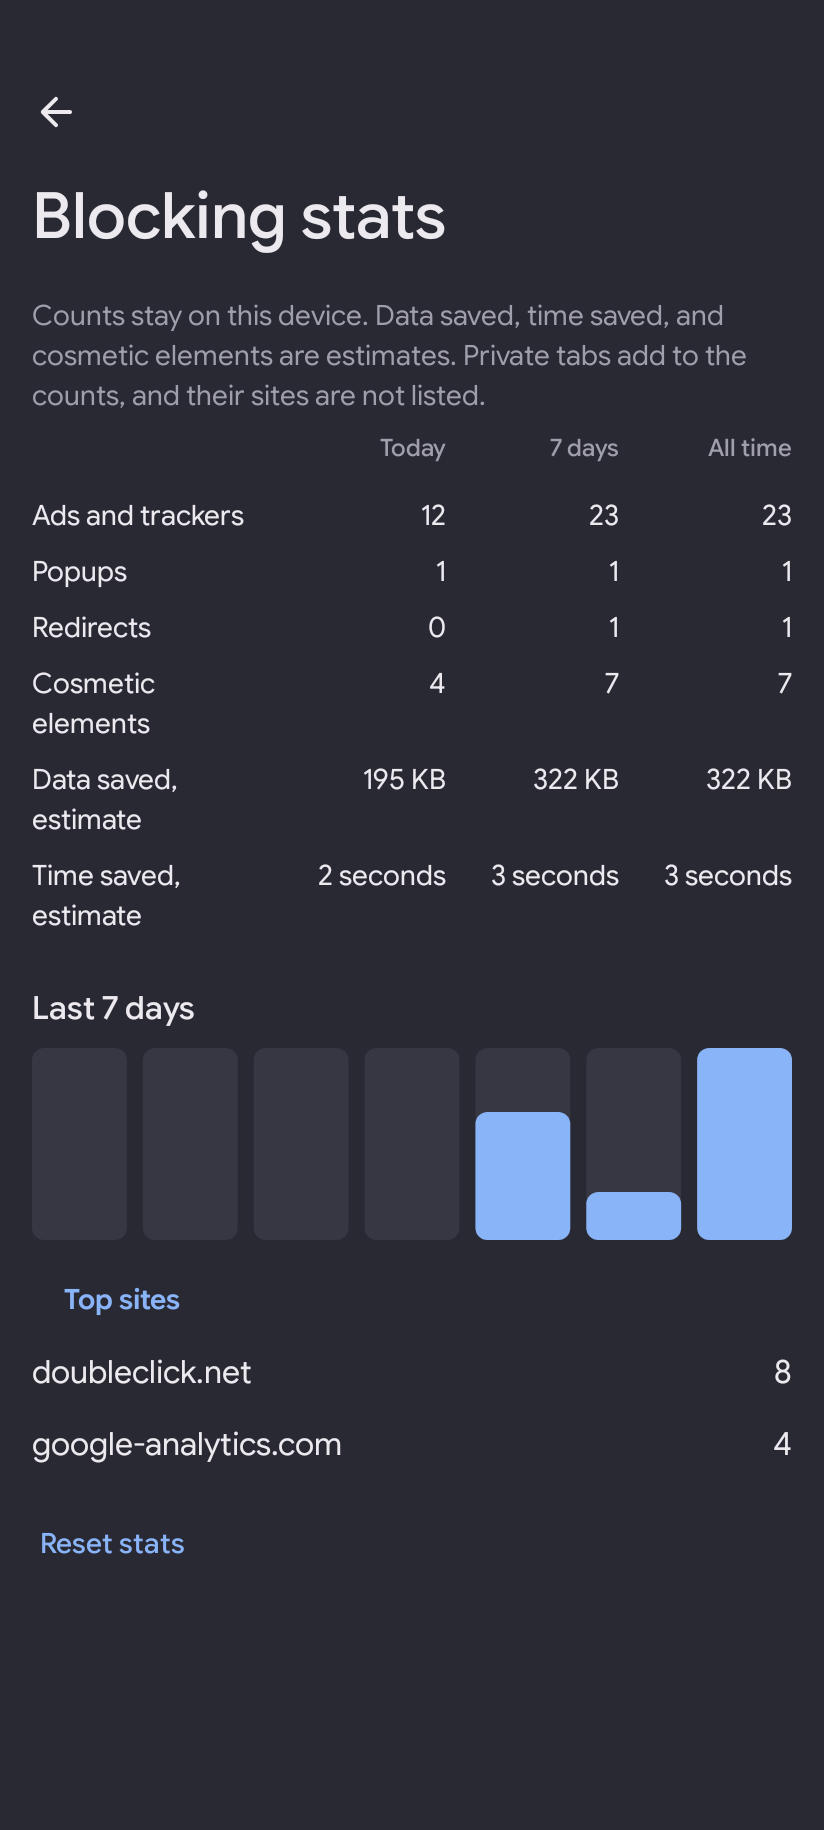 Blocking stats
Counts stay on this device. Data saved, time saved, and
cosmetic elements are estimates. Private tabs add to the
counts, and their sites are not listed.
Today 7 days All time
Ads and trackers 12 23 23
Popups 1 1 1
Redirects 0 1 1
Cosmetic 4 7 7
elements
Data saved, 195 KB 322 KB 322 KB
estimate
Time saved, 2 seconds 3 seconds 3 seconds
estimate
Last 7 days
Top sites
doubleclick.net 8
google-analytics.com 4
Reset stats